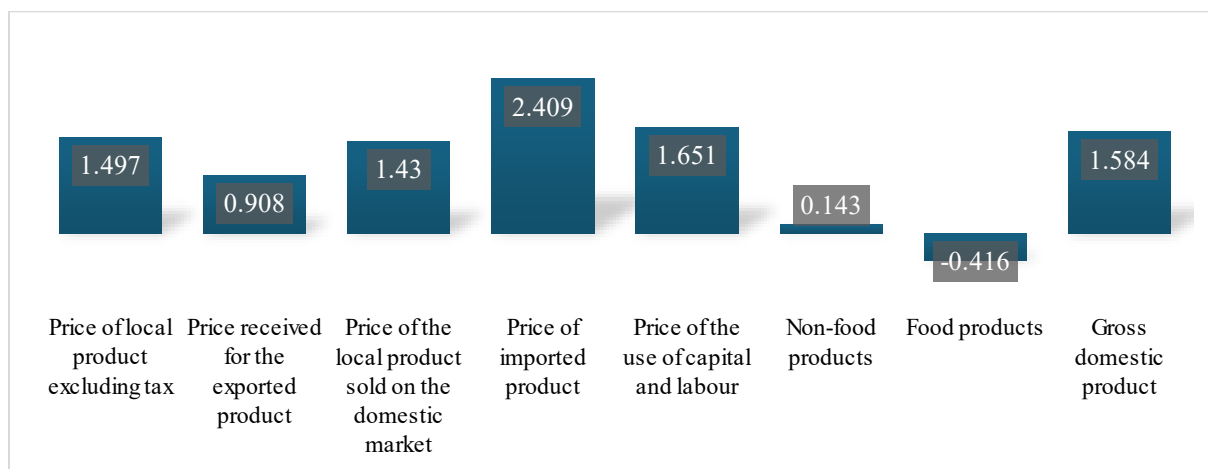 1.497
0.908
1.43
2.409
1.651
0.143
-0.416
1.584
Price of local
product
excluding tax
Price received
for the
exported
product
Price of the
local product
sold on the
domestic
market
Price of
imported
product
Price of the
use of capital
and labour
Non-food
products
Food products
Gross
domestic
product